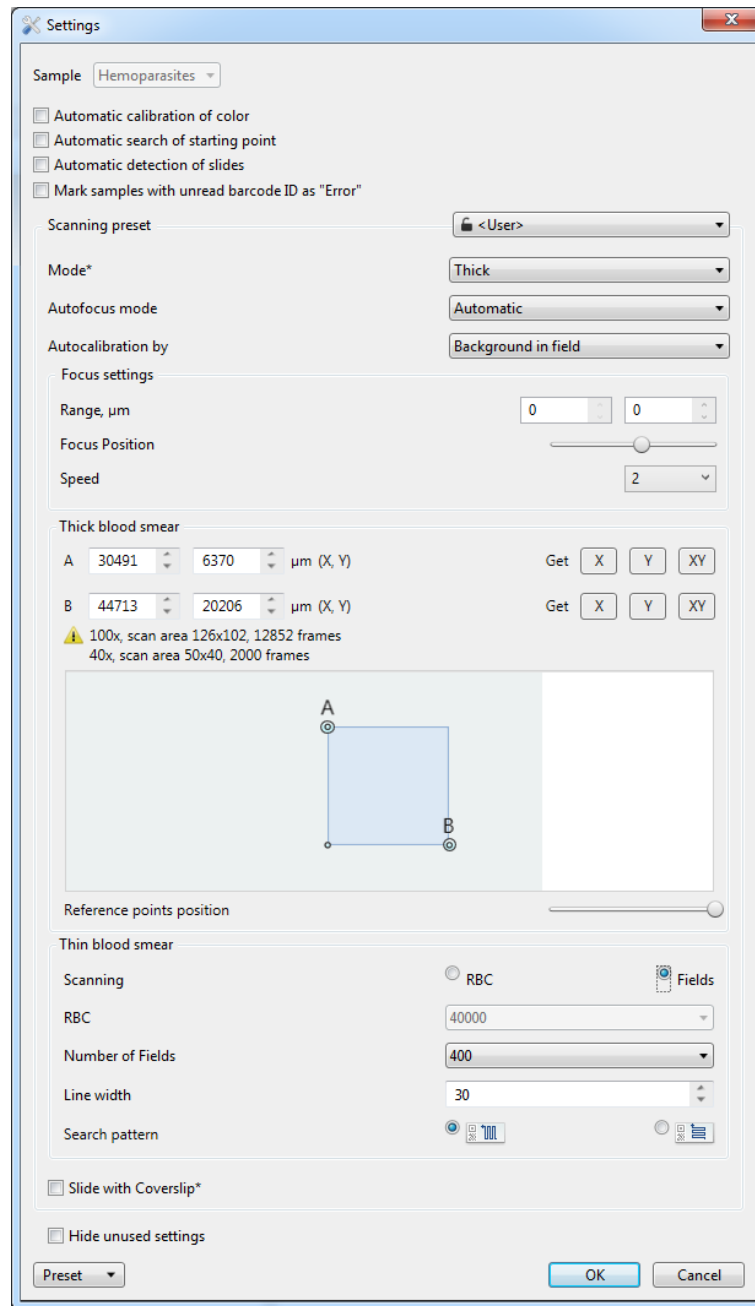 Settings
Sample Hemoparasites
Automatic calibration of color
Automatic search of starting point
Automatic detection of slides
Mark samples with unread barcode ID as "Error"
Scanning preset <User>
Mode* Thick
Autofocus mode Automatic
Autocalibration by Background in field
Focus settings
Range, µm 0 0
Focus Position
Speed 2
Thick blood smear
A 30491 6370 µm (X, Y) Get X Y XY
B 44713 20206 µm (X, Y) Get X Y XY
100x, scan area 126x102, 12852 frames
40x, scan area 50x40, 2000 frames
A
B
Reference points position
Thin blood smear
Scanning RBC Fields
RBC 40000
Number of Fields 400
Line width 30
Search pattern
Slide with Coverslip*
Hide unused settings
Preset OK Cancel